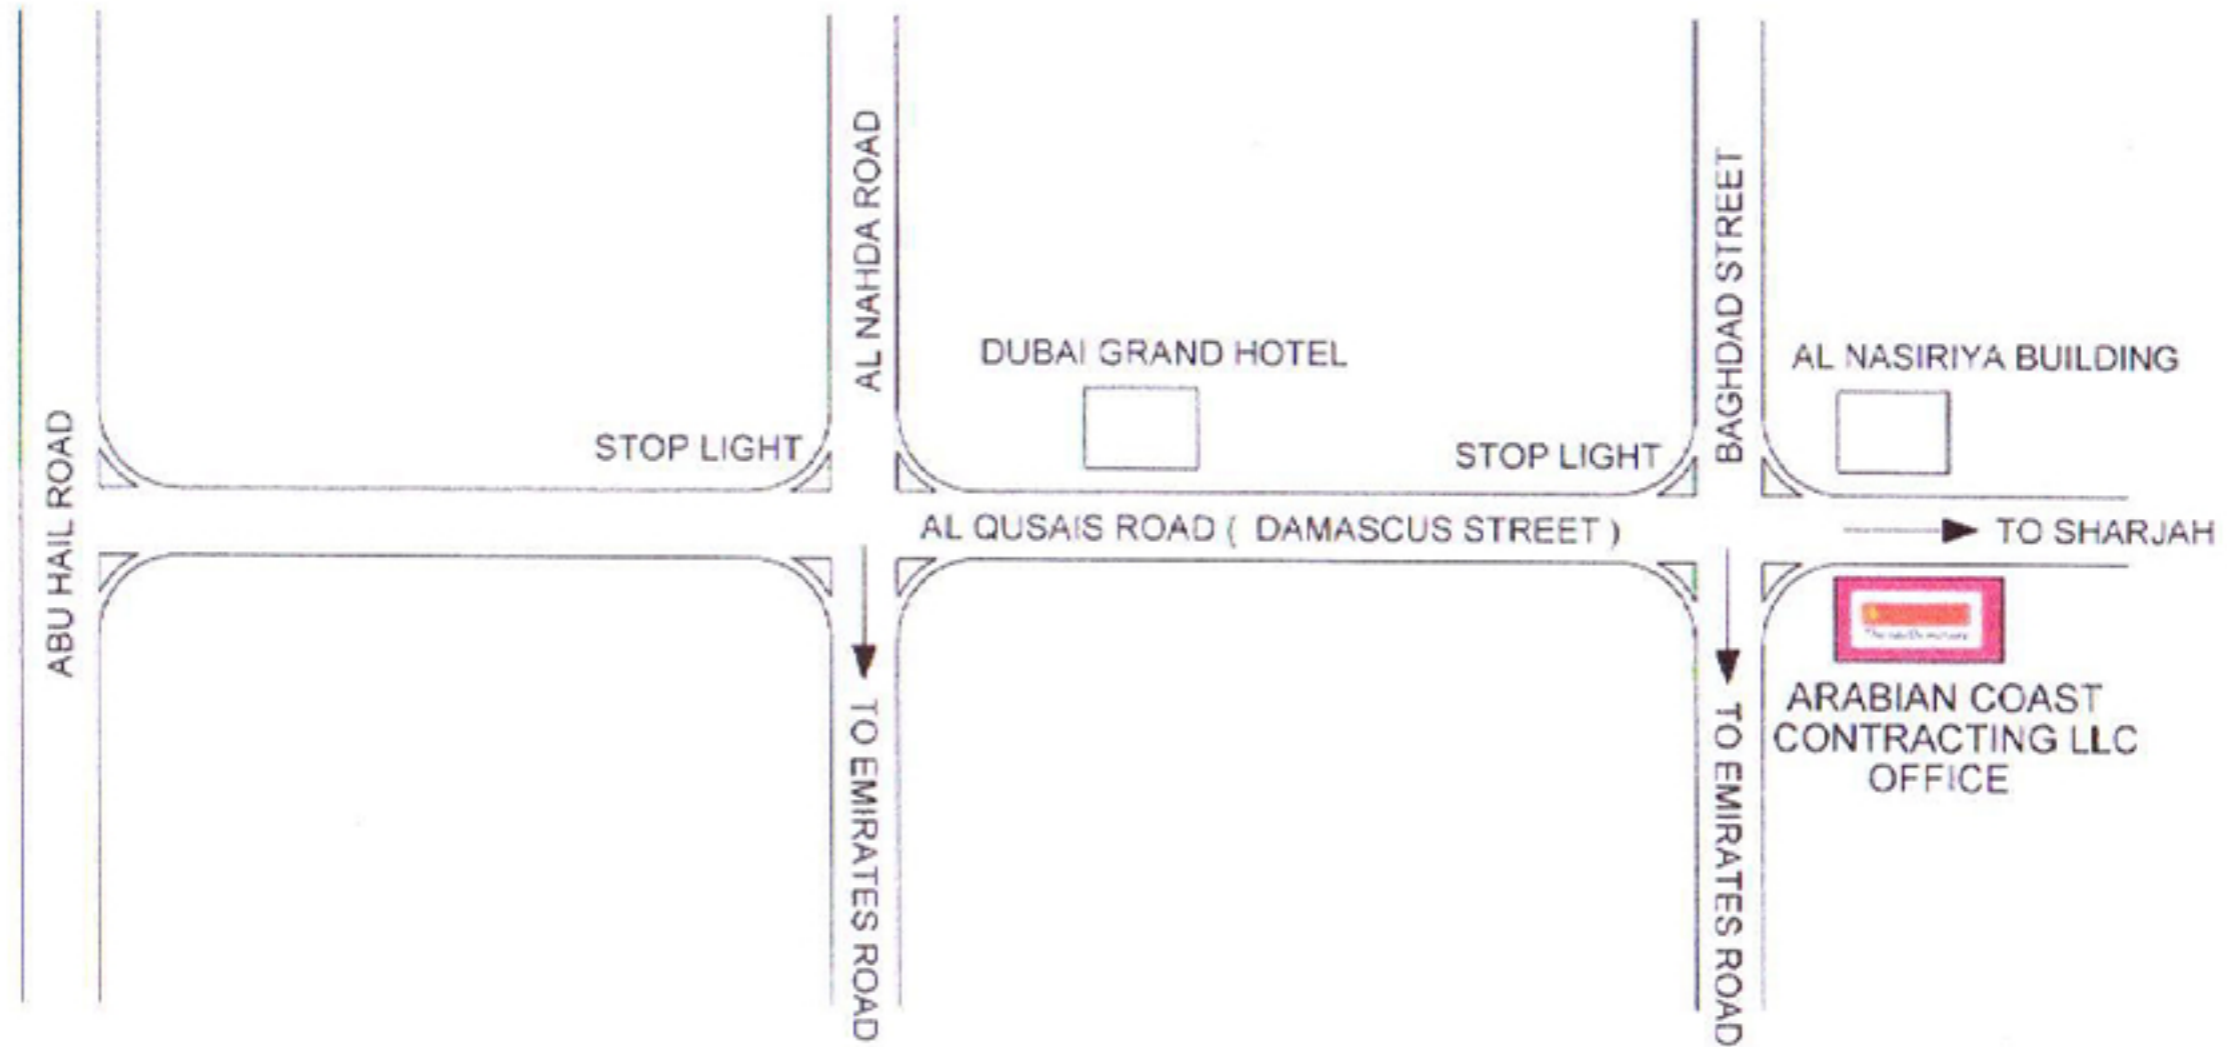 AL NAHDA ROAD
BAGHDAD STREET
DUBAI GRAND HOTEL
AL NASIRIYA BUILDING
STOP LIGHT
STOP LIGHT
ABU HAIL ROAD
AL QUSAIS ROAD ( DAMASCUS STREET )
TO SHARJAH
ARABIAN COAST
CONTRACTING LLC
OFFICE
TO EMIRATES ROAD
TO EMIRATES ROAD